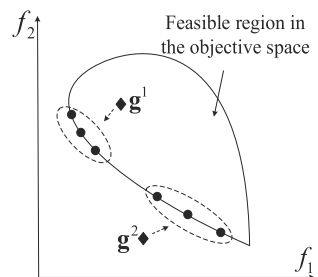 f₂
Feasible region in
the objective space
g¹
g²
f₁